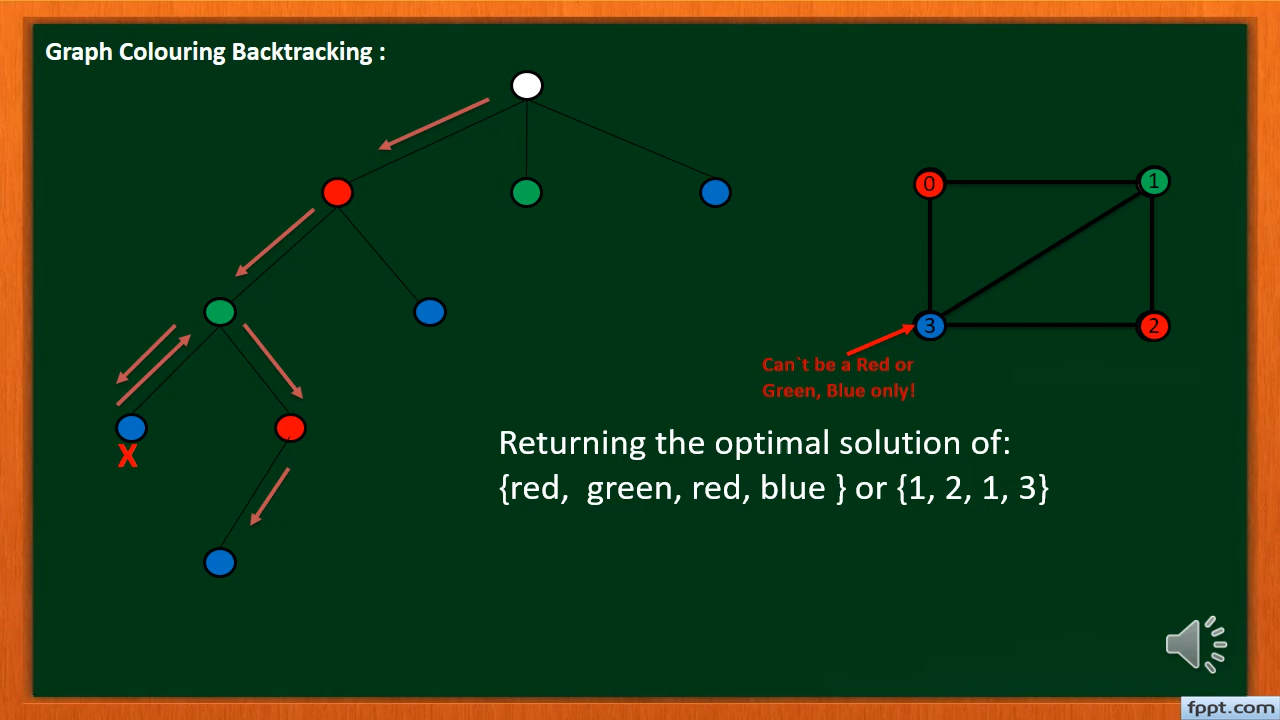 Graph Colouring Backtracking :
0
1
3
2
Can`t be a Red or
Green, Blue only!
X
Returning the optimal solution of:
{red, green, red, blue } or {1, 2, 1, 3}
fppt.com